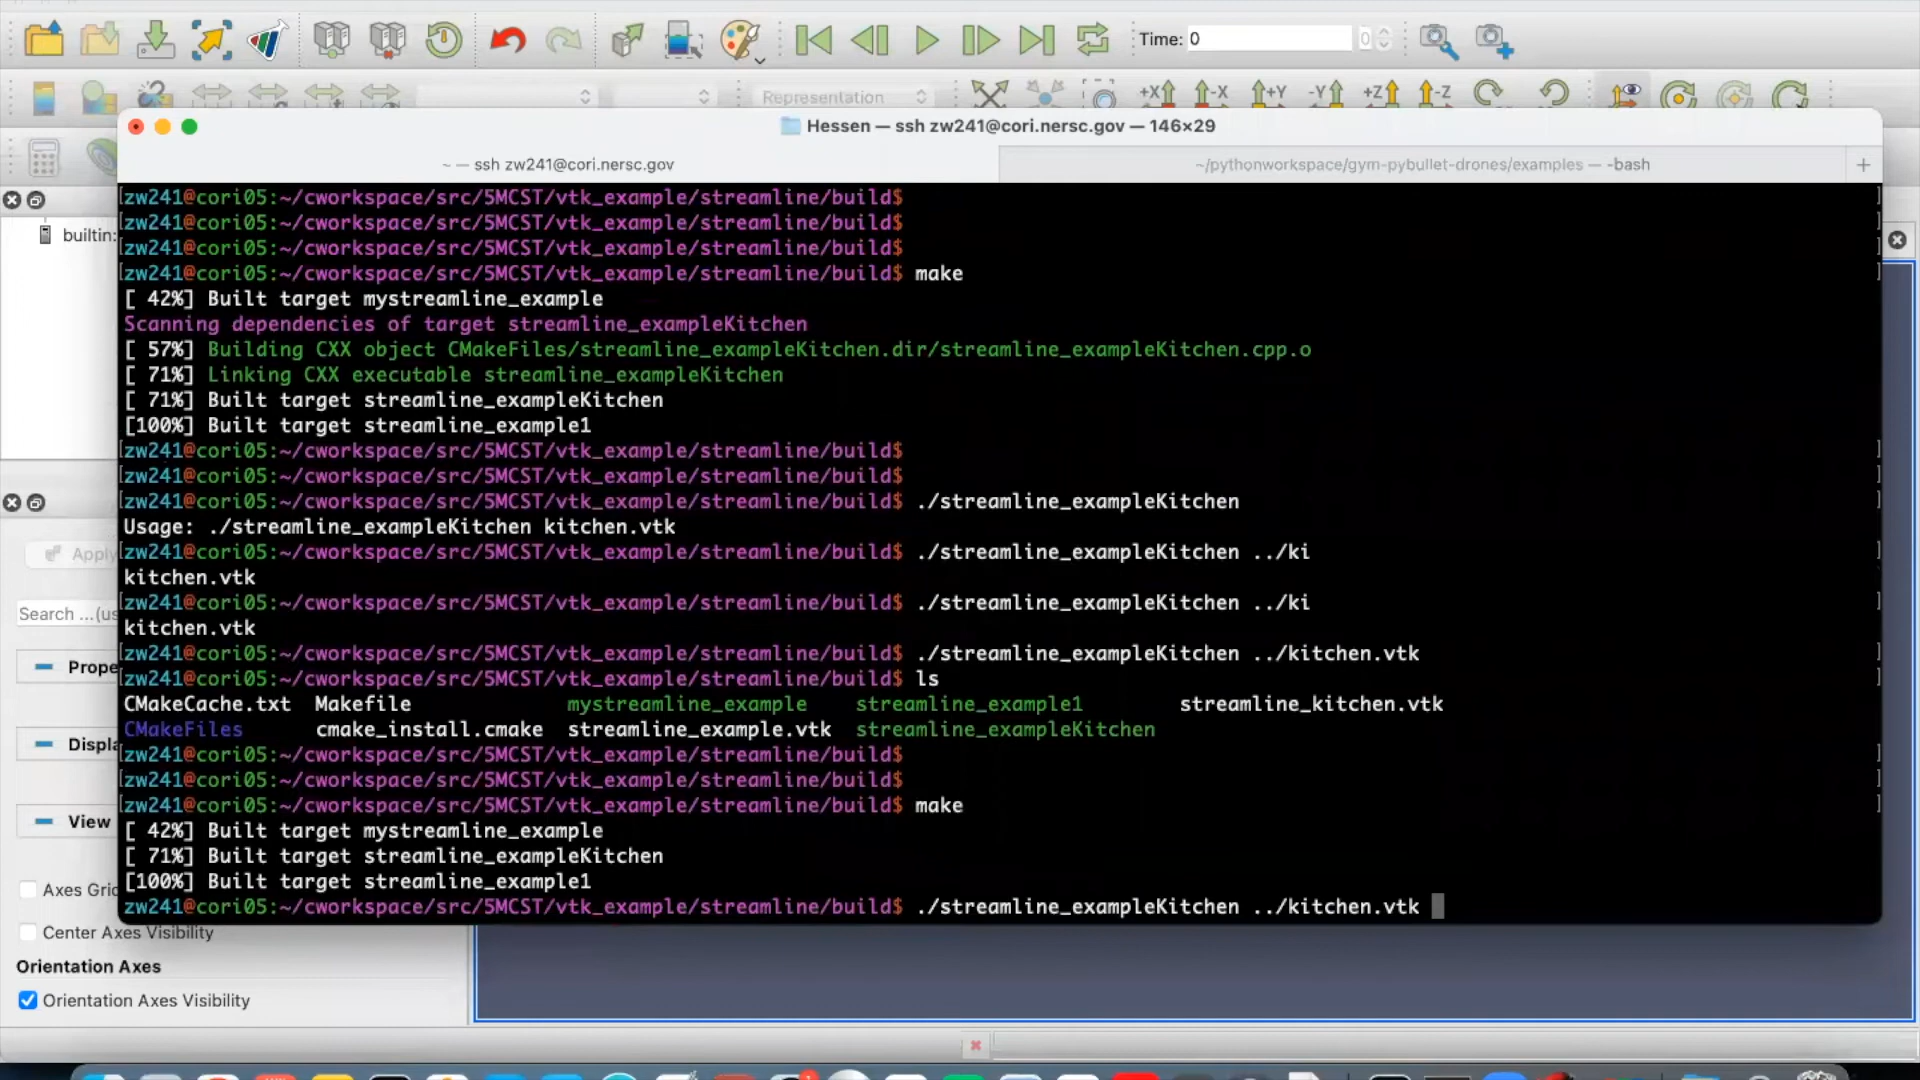 Time: 0
0
Representation
+X -X +Y -Y +Z -Z
Hessen — ssh zw241@cori.nersc.gov — 146×29
~ — ssh zw241@cori.nersc.gov
~/pythonworkspace/gym-pybullet-drones/examples — -bash
+
builtin:
Apply
Search ...(us
Prope
Displa
View
Axes Grid
Center Axes Visibility
Orientation Axes
Orientation Axes Visibility
[zw241@cori05:~/cworkspace/src/5MCST/vtk_example/streamline/build$ ]
[zw241@cori05:~/cworkspace/src/5MCST/vtk_example/streamline/build$ ]
[zw241@cori05:~/cworkspace/src/5MCST/vtk_example/streamline/build$ ]
[zw241@cori05:~/cworkspace/src/5MCST/vtk_example/streamline/build$ make ]
[ 42%] Built target mystreamline_example
Scanning dependencies of target streamline_exampleKitchen
[ 57%] Building CXX object CMakeFiles/streamline_exampleKitchen.dir/streamline_exampleKitchen.cpp.o
[ 71%] Linking CXX executable streamline_exampleKitchen
[ 71%] Built target streamline_exampleKitchen
[100%] Built target streamline_example1
[zw241@cori05:~/cworkspace/src/5MCST/vtk_example/streamline/build$ ]
[zw241@cori05:~/cworkspace/src/5MCST/vtk_example/streamline/build$ ]
[zw241@cori05:~/cworkspace/src/5MCST/vtk_example/streamline/build$ ./streamline_exampleKitchen ]
Usage: ./streamline_exampleKitchen kitchen.vtk
[zw241@cori05:~/cworkspace/src/5MCST/vtk_example/streamline/build$ ./streamline_exampleKitchen ../ki ]
kitchen.vtk
[zw241@cori05:~/cworkspace/src/5MCST/vtk_example/streamline/build$ ./streamline_exampleKitchen ../ki ]
kitchen.vtk
[zw241@cori05:~/cworkspace/src/5MCST/vtk_example/streamline/build$ ./streamline_exampleKitchen ../kitchen.vtk ]
[zw241@cori05:~/cworkspace/src/5MCST/vtk_example/streamline/build$ ls ]
CMakeCache.txt Makefile mystreamline_example streamline_example1 streamline_kitchen.vtk
CMakeFiles cmake_install.cmake streamline_example.vtk streamline_exampleKitchen
[zw241@cori05:~/cworkspace/src/5MCST/vtk_example/streamline/build$ ]
[zw241@cori05:~/cworkspace/src/5MCST/vtk_example/streamline/build$ ]
[zw241@cori05:~/cworkspace/src/5MCST/vtk_example/streamline/build$ make ]
[ 42%] Built target mystreamline_example
[ 71%] Built target streamline_exampleKitchen
[100%] Built target streamline_example1
zw241@cori05:~/cworkspace/src/5MCST/vtk_example/streamline/build$ ./streamline_exampleKitchen ../kitchen.vtk